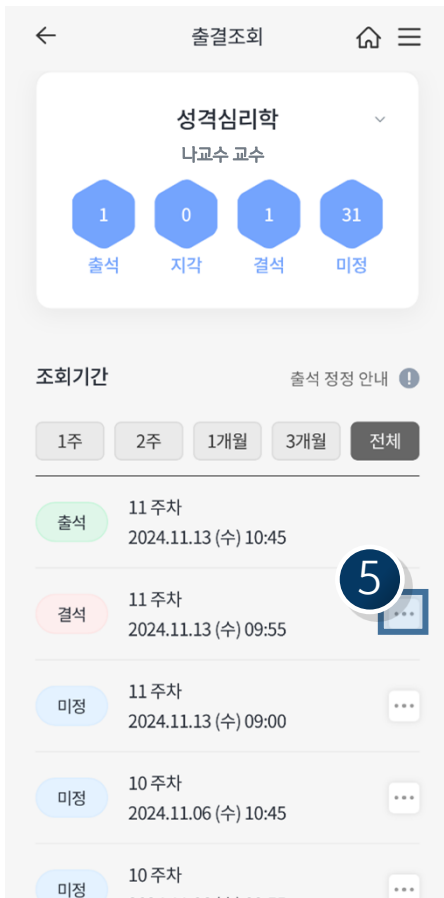 출결조회
성격심리학
나교수 교수
1 0 1 31
출석 지각 결석 미정
조회기간 출석 정정 안내 !
1주 2주 1개월 3개월 전체
11 주차
출석
2024.11.13 (수) 10:45
5
11 주차
결석
2024.11.13 (수) 09:55
11 주차
미정
2024.11.13 (수) 09:00
10 주차
미정
2024.11.06 (수) 10:45
10 주차
미정